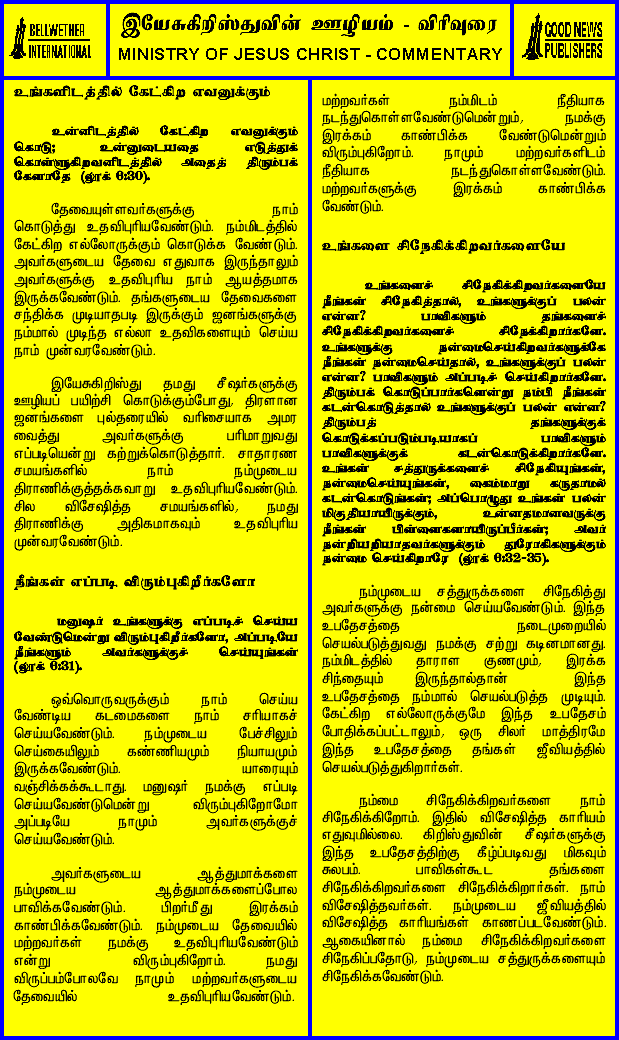 BELLWETHER
INTERNATIONAL
இயேசுகிறிஸ்துவின் ஊழியம் - விரிவுரை
MINISTRY OF JESUS CHRIST - COMMENTARY
GOOD NEWS
PUBLISHERS
உங்களிடத்தில் கேட்கிற எவனுக்கும்
உன்னிடத்தில் கேட்கிற எவனுக்கும்
கொடு; உன்னுடையதை எடுத்துக்
கொள்ளுகிறவனிடத்தில் அதைத் திரும்பக்
கேளாதே (லூக் 6:30).
தேவையுள்ளவர்களுக்கு நாம்
கொடுத்து உதவிபுரியவேண்டும். நம்மிடத்தில்
கேட்கிற எல்லோருக்கும் கொடுக்க வேண்டும்.
அவர்களுடைய தேவை எதுவாக இருந்தாலும்
அவர்களுக்கு உதவிபுரிய நாம் ஆயத்தமாக
இருக்கவேண்டும். தங்களுடைய தேவைகளை
சந்திக்க முடியாதபடி இருக்கும் ஜனங்களுக்கு
நம்மால் முடிந்த எல்லா உதவிகளையும் செய்ய
நாம் முன்வரவேண்டும்.
இயேசுகிறிஸ்து தமது சீஷர்களுக்கு
ஊழியப் பயிற்சி கொடுக்கும்போது, திரளான
ஜனங்களை புல்தரையில் வரிசையாக அமர
வைத்து அவர்களுக்கு பரிமாறுவது
எப்படியென்று கற்றுக்கொடுத்தார். சாதாரண
சமயங்களில் நாம் நம்முடைய
திராணிக்குத்தக்கவாறு உதவிபுரியவேண்டும்.
சில விசேஷித்த சமயங்களில், நமது
திராணிக்கு அதிகமாகவும் உதவிபுரிய
முன்வரவேண்டும்.
நீங்கள் எப்படி விரும்புகிறீர்களோ
மனுஷர் உங்களுக்கு எப்படிச் செய்ய
வேண்டுமென்று விரும்புகிறீர்களோ, அப்படியே
நீங்களும் அவர்களுக்குச் செய்யுங்கள்
(லூக் 6:31).
ஒவ்வொருவருக்கும் நாம் செய்ய
வேண்டிய கடமைகளை நாம் சரியாகச்
செய்யவேண்டும். நம்முடைய பேச்சிலும்
செய்கையிலும் கண்ணியமும் நியாயமும்
இருக்கவேண்டும். யாரையும்
வஞ்சிக்கக்கூடாது. மனுஷர் நமக்கு எப்படி
செய்யவேண்டுமென்று விரும்புகிறோமோ
அப்படியே நாமும் அவர்களுக்குச்
செய்யவேண்டும்.
அவர்களுடைய ஆத்துமாக்களை
நம்முடைய ஆத்துமாக்களைப்போல
பாவிக்கவேண்டும். பிறர்மீது இரக்கம்
காண்பிக்கவேண்டும். நம்முடைய தேவையில்
மற்றவர்கள் நமக்கு உதவிபுரியவேண்டும்
என்று விரும்புகிறோம். நமது
விருப்பம்போலவே நாமும் மற்றவர்களுடைய
தேவையில் உதவிபுரியவேண்டும்.
மற்றவர்கள் நம்மிடம் நீதியாக
நடந்துகொள்ளவேண்டுமென்றும், நமக்கு
இரக்கம் காண்பிக்க வேண்டுமென்றும்
விரும்புகிறோம். நாமும் மற்றவர்களிடம்
நீதியாக நடந்துகொள்ளவேண்டும்.
மற்றவர்களுக்கு இரக்கம் காண்பிக்க
வேண்டும்.
உங்களை சிநேகிக்கிறவர்களையே
உங்களைச் சிநேகிக்கிறவர்களையே
நீங்கள் சிநேகித்தால், உங்களுக்குப் பலன்
என்ன? பாவிகளும் தங்களைச்
சிநேகிக்கிறவர்களைச் சிநேக்கிறார்களே.
உங்களுக்கு நன்மைசெய்கிறவர்களுக்கே
நீங்கள் நன்மைசெய்தால், உங்களுக்குப் பலன்
என்ன? பாவிகளும் அப்படிச் செய்கிறார்களே.
திரும்பக் கொடுப்பார்களென்று நம்பி நீங்கள்
கடன்கொடுத்தால் உங்களுக்குப் பலன் என்ன?
திரும்பத் தங்களுக்குக்
கொடுக்கப்படும்படியாகப் பாவிகளும்
பாவிகளுக்குக் கடன்கொடுக்கிறார்களே.
உங்கள் சத்துருக்களைச் சிநேகியுங்கள்,
நன்மைசெய்யுங்கள், கைம்மாறு கருதாமல்
கடன்கொடுங்கள்; அப்பொழுது உங்கள் பலன்
மிகுதியாயிருக்கும், உன்னதமானவருக்கு
நீங்கள் பிள்ளைகளாயிருப்பீர்கள்; அவர்
நன்றியறியாதவர்களுக்கும் துரோகிகளுக்கும்
நன்மை செய்கிறாரே (லூக் 6:32-35).
நம்முடைய சத்துருக்களை சிநேகித்து
அவர்களுக்கு நன்மை செய்யவேண்டும். இந்த
உபதேசத்தை நடைமுறையில்
செயல்படுத்துவது நமக்கு சற்று கடினமானது.
நம்மிடத்தில் தாராள குணமும், இரக்க
சிந்தையும் இருந்தால்தான் இந்த
உபதேசத்தை நம்மால் செயல்படுத்த முடியும்.
கேட்கிற எல்லோருக்குமே இந்த உபதேசம்
போதிக்கப்பட்டாலும், ஒரு சிலர் மாத்திரமே
இந்த உபதேசத்தை தங்கள் ஜீவியத்தில்
செயல்படுத்துகிறார்கள்.
நம்மை சிநேகிக்கிறவர்களை நாம்
சிநேகிக்கிறோம். இதில் விசேஷித்த காரியம்
எதுவுமில்லை. கிறிஸ்துவின் சீஷர்களுக்கு
இந்த உபதேசத்திற்கு கீழ்ப்படிவது மிகவும்
சுலபம். பாவிகள்கூட தங்களை
சிநேகிக்கிறவர்களை சிநேகிக்கிறார்கள். நாம்
விசேஷித்தவர்கள். நம்முடைய ஜீவியத்தில்
விசேஷித்த காரியங்கள் காணப்படவேண்டும்.
ஆகையினால் நம்மை சிநேகிக்கிறவர்களை
சிநேகிப்பதோடு, நம்முடைய சத்துருக்களையும்
சிநேகிக்கவேண்டும்.